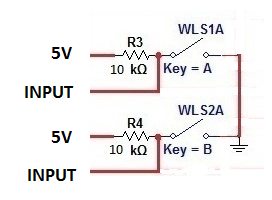 WLS1A
R3
5V
10 kΩ Key = A
INPUT
WLS2A
R4
5V
10 kΩ Key = B
INPUT